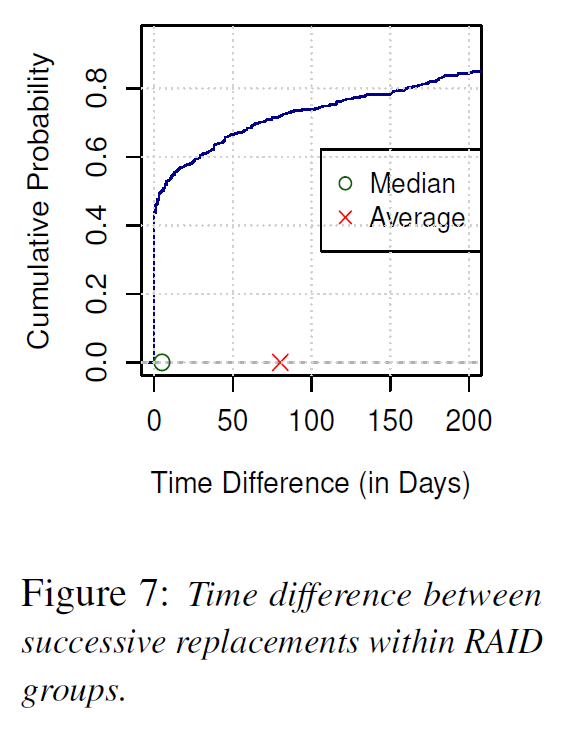 Cumulative Probability
0.8
0.6
0.4
0.2
0.0
Median
Average
0 50 100 150 200
Time Difference (in Days)
Figure 7: Time difference between
successive replacements within RAID
groups.